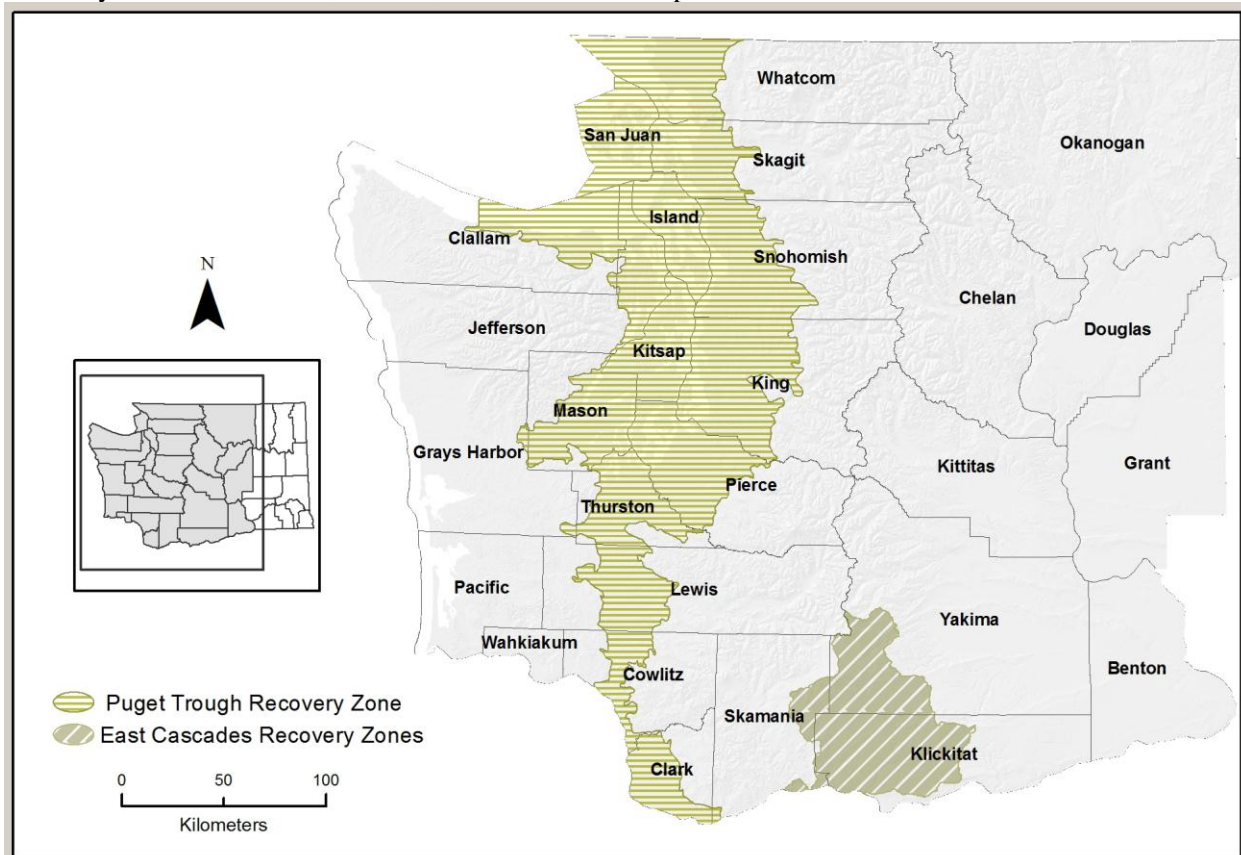 Whatcom
Okanogan
San Juan
Skagit
Island
Clallam
Snohomish
Chelan
Jefferson
Douglas
Kitsap
King
Mason
Grays Harbor
Kittitas
Grant
Pierce
Thurston
Pacific
Lewis
Yakima
Wahkiakum
Benton
Cowlitz
Skamania
Klickitat
Clark
N
Puget Trough Recovery Zone
East Cascades Recovery Zones
0 50 100
Kilometers